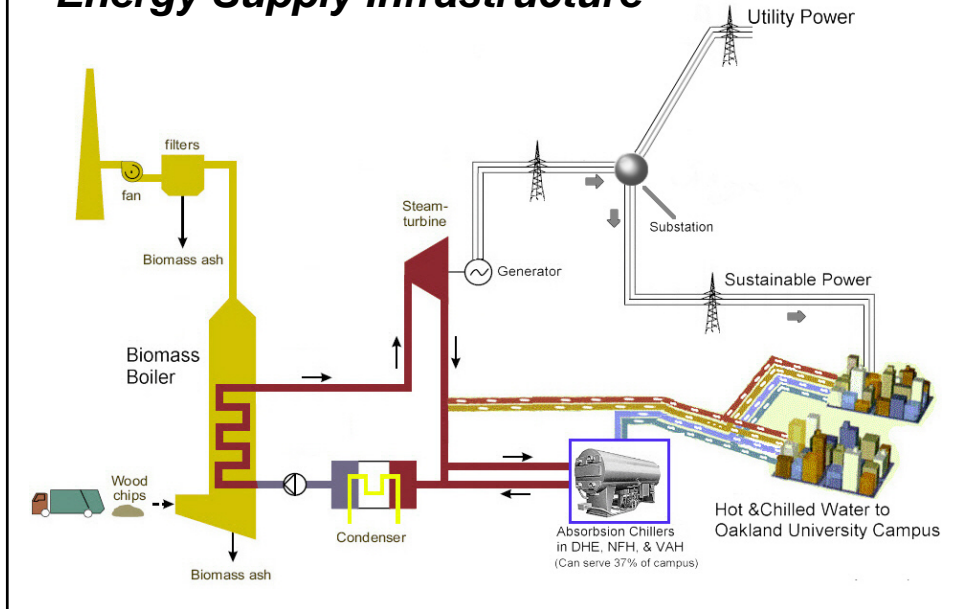 Energy Supply Infrastructure
Utility Power
filters
fan
Biomass ash
Steam-
turbine
Generator
Substation
Sustainable Power
Biomass
Boiler
Wood
chips
Condenser
Absorbsion Chillers
in DHE, NFH, & VAH
(Can serve 37% of campus)
Hot &Chilled Water to
Oakland University Campus
Biomass ash